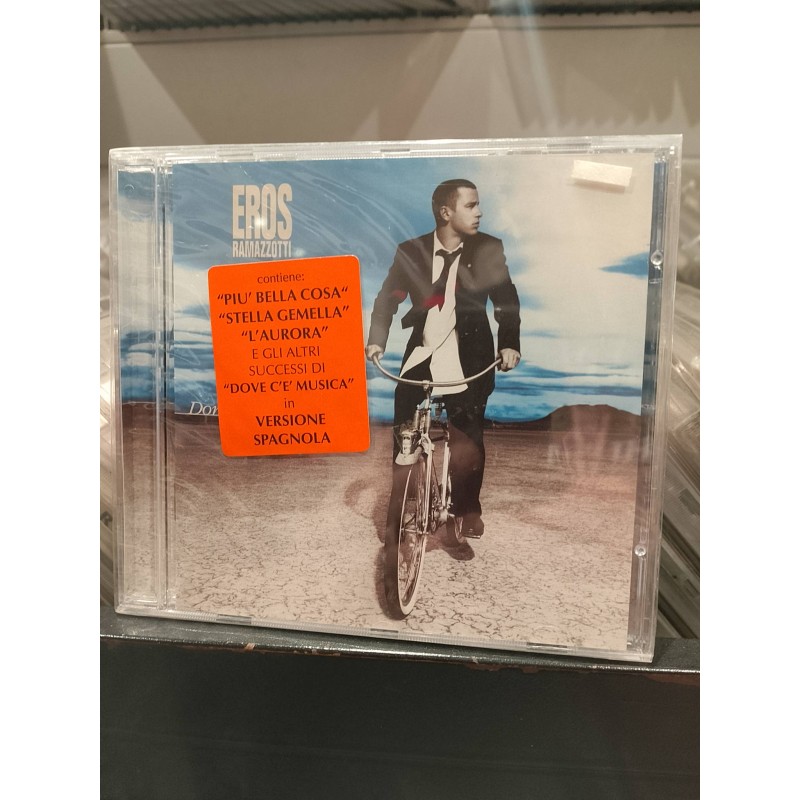 EROS
RAMAZZOTTI
contiene:
"PIU' BELLA COSA"
"STELLA GEMELLA"
"L'AURORA"
E GLI ALTRI
SUCCESSI DI
"DOVE C'E' MUSICA"
in
VERSIONE
SPAGNOLA